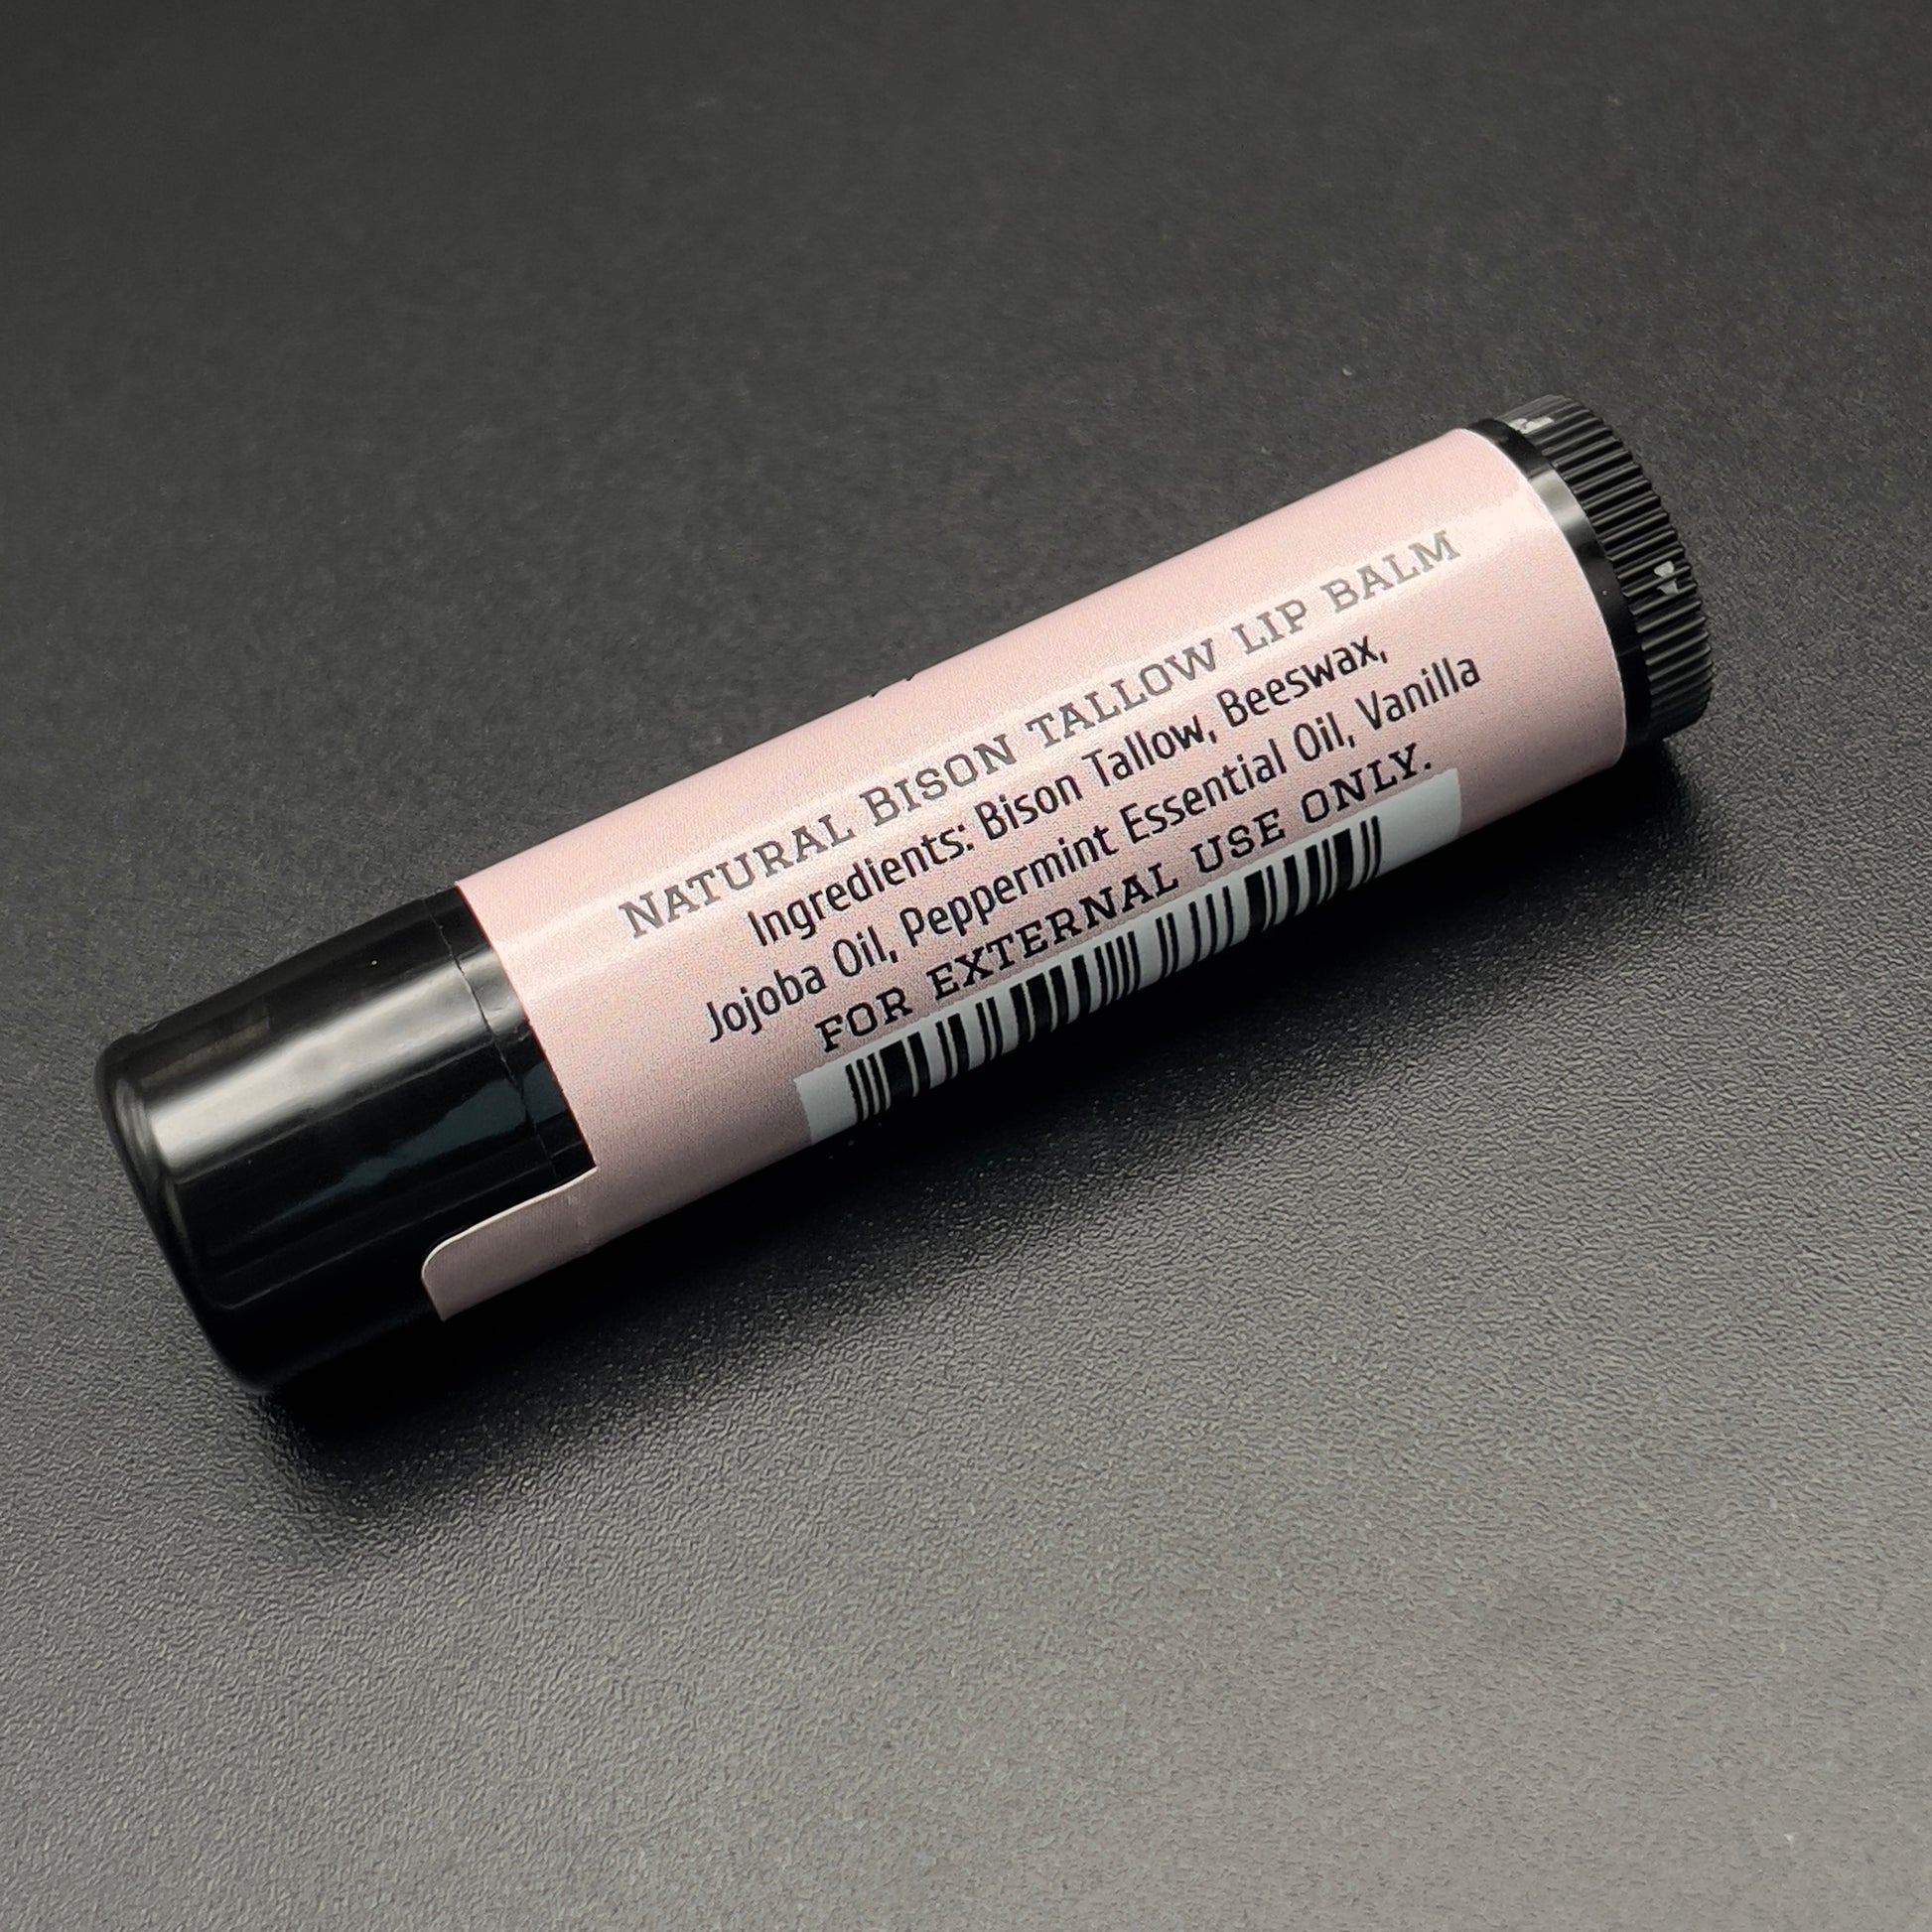 NATURAL BISON TALLOW LIP BALM
Ingredients: Bison Tallow, Beeswax,
Jojoba Oil, Peppermint Essential Oil, Vanilla
FOR EXTERNAL USE ONLY.